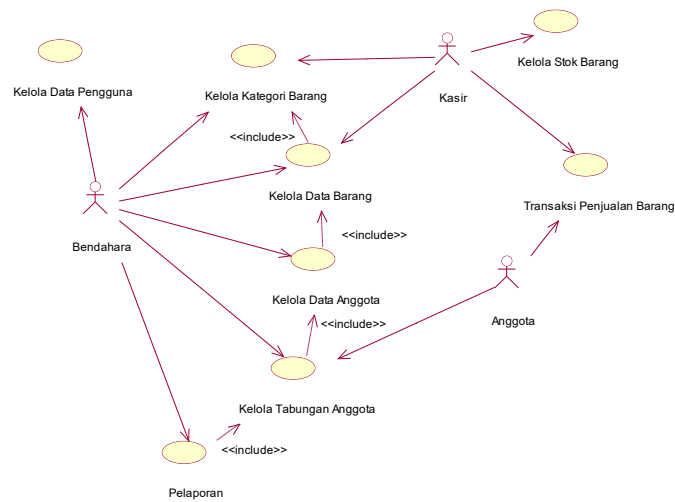 Kelola Stok Barang
Kelola Data Pengguna
Kelola Kategori Barang
Kasir
<<include>>
Kelola Data Barang
Transaksi Penjualan Barang
<<include>>
Bendahara
Kelola Data Anggota
Anggota
<<include>>
Kelola Tabungan Anggota
<<include>>
Pelaporan